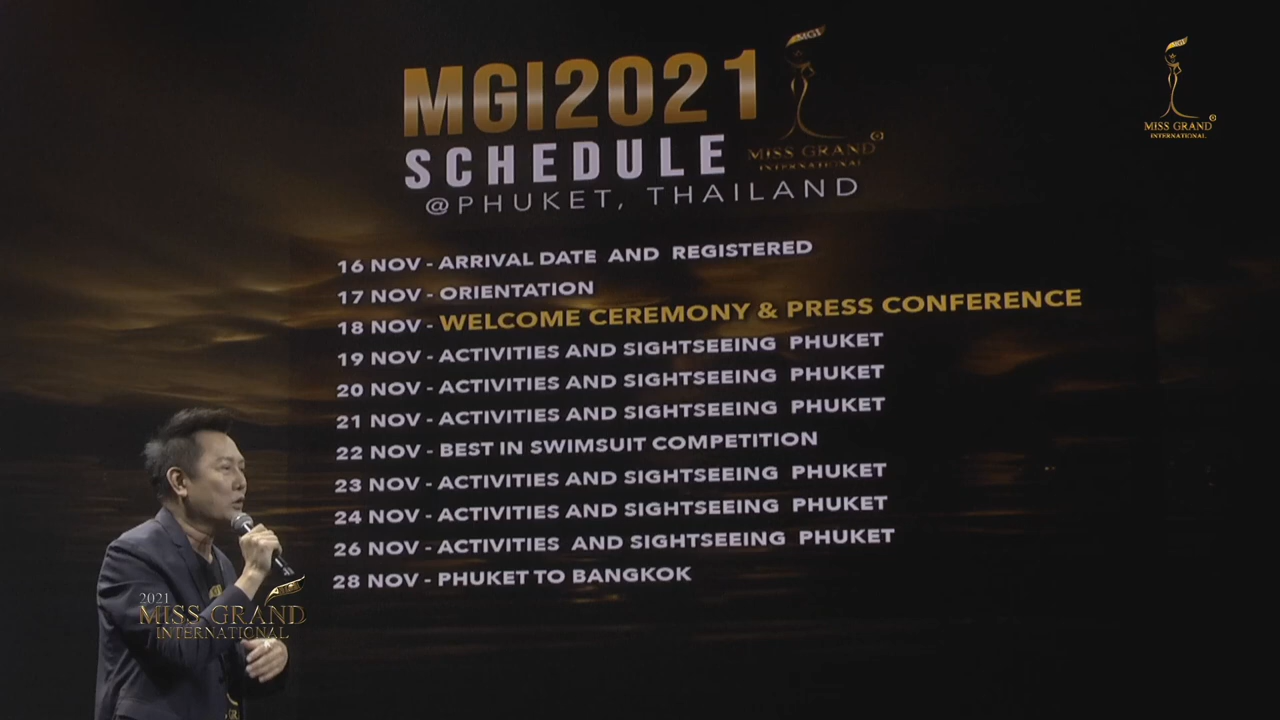 MGI2021
SCHEDULE
MISS GRAND
INTERNATIONAL
@PHUKET, THAILAND
MISS GRAND
INTERNATIONAL
16 NOV - ARRIVAL DATE AND REGISTERED
17 NOV - ORIENTATION
18 NOV - WELCOME CEREMONY & PRESS CONFERENCE
19 NOV - ACTIVITIES AND SIGHTSEEING PHUKET
20 NOV - ACTIVITIES AND SIGHTSEEING PHUKET
21 NOV - ACTIVITIES AND SIGHTSEEING PHUKET
22 NOV - BEST IN SWIMSUIT COMPETITION
23 NOV - ACTIVITIES AND SIGHTSEEING PHUKET
24 NOV - ACTIVITIES AND SIGHTSEEING PHUKET
26 NOV - ACTIVITIES AND SIGHTSEEING PHUKET
28 NOV - PHUKET TO BANGKOK
2021
MISS GRAND
INTERNATIONAL